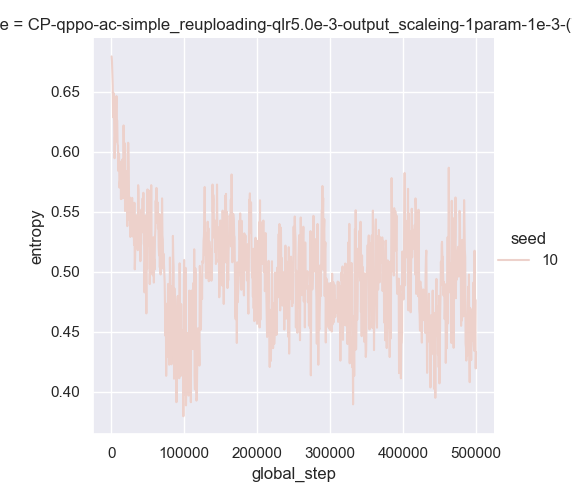 e = CP-qppo-ac-simple_reuploading-qlr5.0e-3-output_scaleing-1param-1e-3-(
0.65
0.60
0.55
0.50
0.45
0.40
entropy
0 100000 200000 300000 400000 500000
global_step
seed
10